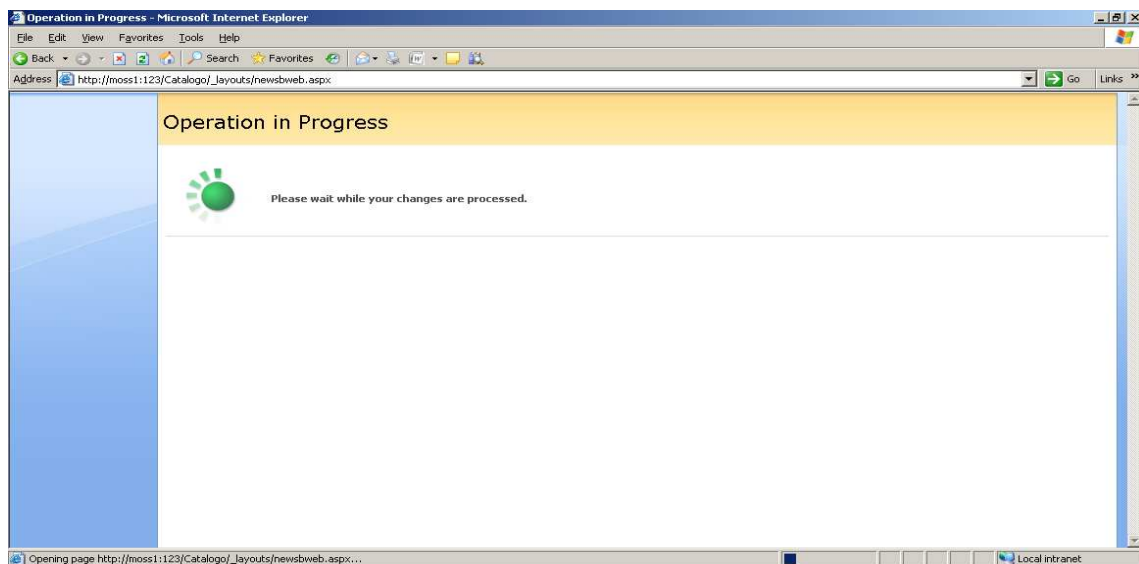 Operation in Progress - Microsoft Internet Explorer
File Edit View Favorites Tools Help
Back Search Favorites
Address http://moss1:123/Catalogo/_layouts/newsbweb.aspx Go Links »
Operation in Progress
Please wait while your changes are processed.
Opening page http://moss1:123/Catalogo/_layouts/newsbweb.aspx... Local intranet